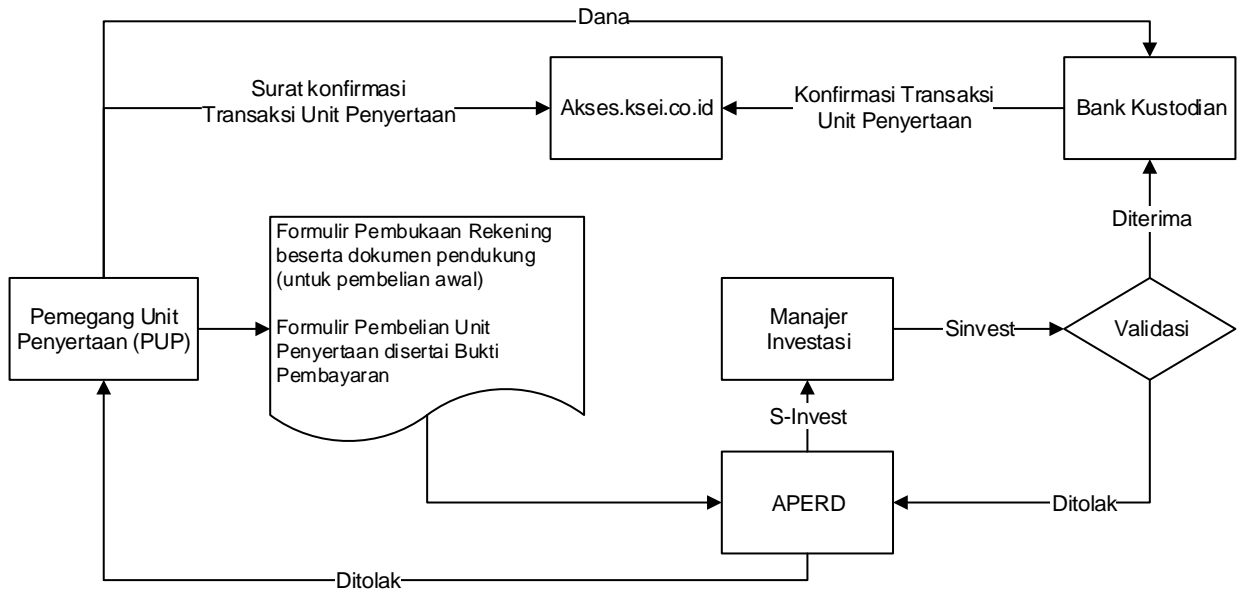 Dana
Surat konfirmasi
Transaksi Unit Penyertaan
Akses.ksei.co.id
Konfirmasi Transaksi
Unit Penyertaan
Bank Kustodian
Diterima
Formulir Pembukaan Rekening
beserta dokumen pendukung
(untuk pembelian awal)
Formulir Pembelian Unit
Penyertaan disertai Bukti
Pembayaran
Pemegang Unit
Penyertaan (PUP)
Manajer
Investasi
Sinvest
Validasi
S-Invest
APERD
Ditolak
Ditolak